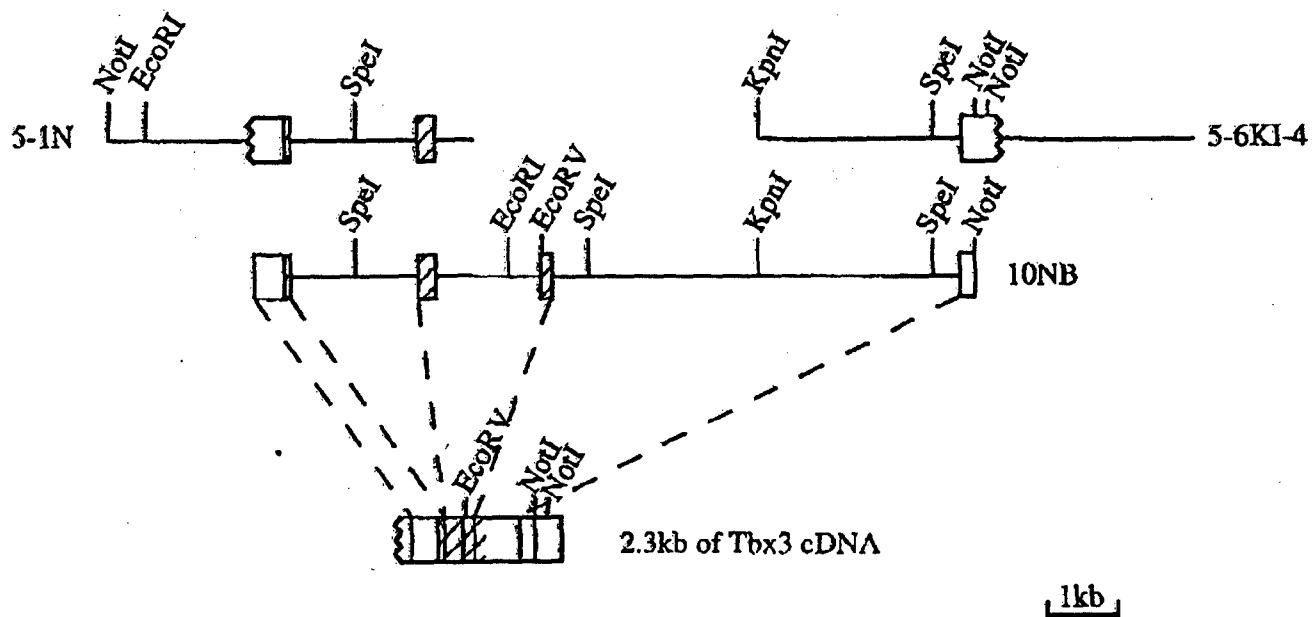 NotI
EcoRI
SpeI
KpnI
SpeI
NotI
NotI
5-1N
5-6KI-4
SpeI
EcoRI
EcoRV
SpeI
KpnI
SpeI
NotI
10NB
EcoRV
NotI
NotI
2.3kb of Tbx3 cDNA
1kb